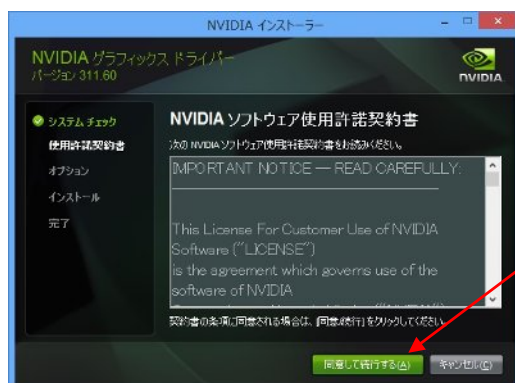 NVIDIA インストーラー
NVIDIA グラフィックス ドライバー
バージョン 311.60
NVIDIA
システム チェック
使用許諾契約書
オプション
インストール
完了
NVIDIA ソフトウェア使用許諾契約書
次の NVIDIA ソフトウェア使用許諾契約書をお読みください。
IMPORTANT NOTICE — READ CAREFULLY:
This License For Customer Use of NVIDIA
Software ("LICENSE")
is the agreement which governs use of the
software of NVIDIA
契約書の条項に同意される場合は、[同意/続行] をクリックしてください。
同意して続行する(A)
キャンセル(C)